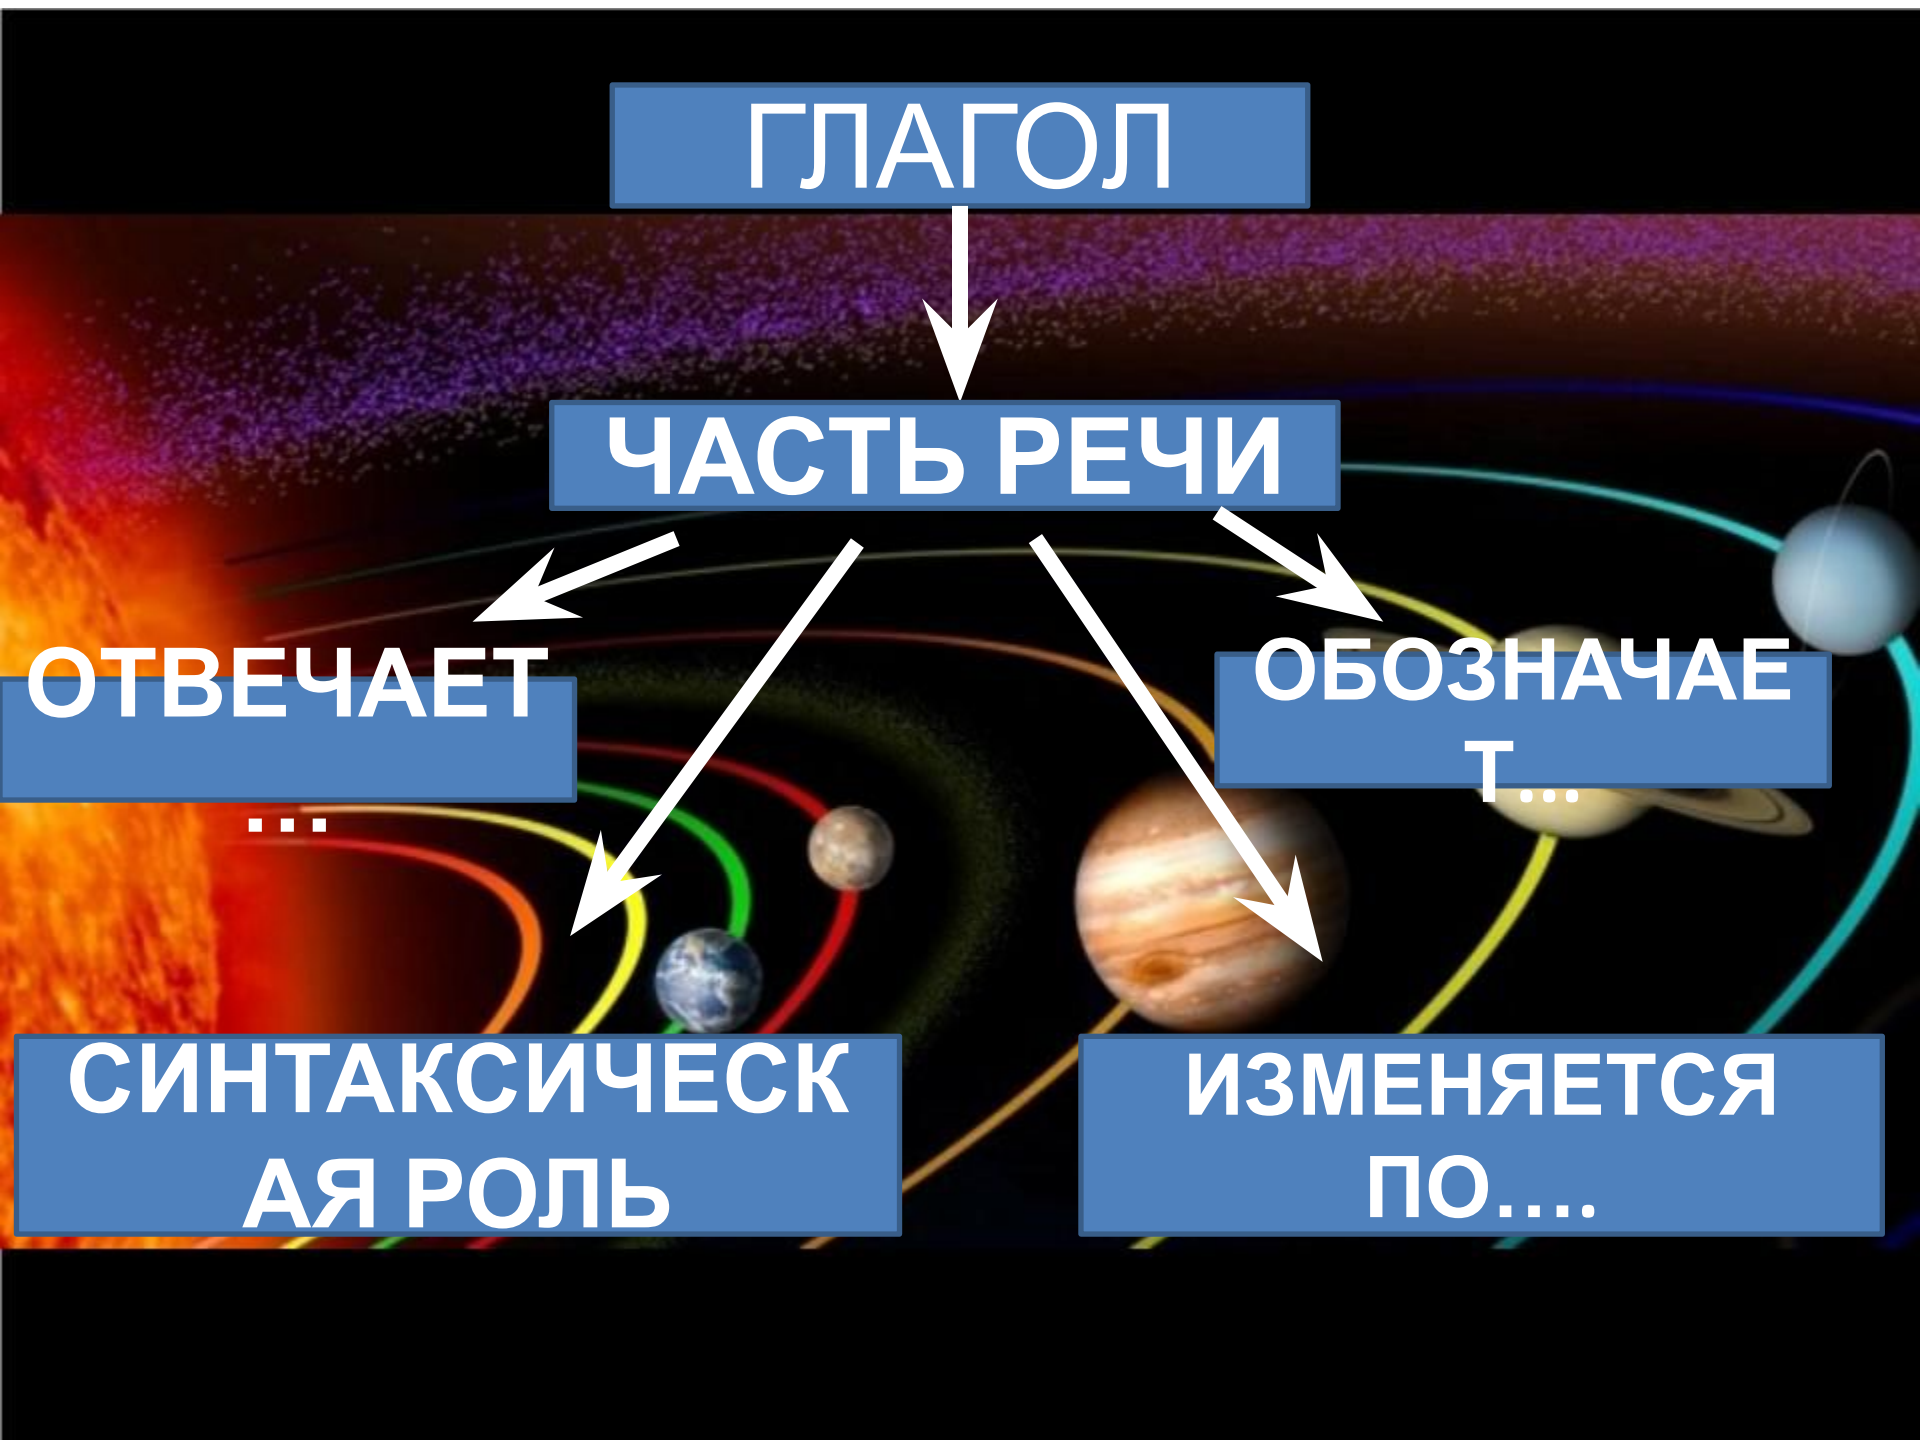 ГЛАГОЛ
ЧАСТЬ РЕЧИ
ОТВЕЧАЕТ
...
ОБОЗНАЧАЕ
Т...
СИНТАКСИЧЕСК
АЯ РОЛЬ
ИЗМЕНЯЕТСЯ
ПО....